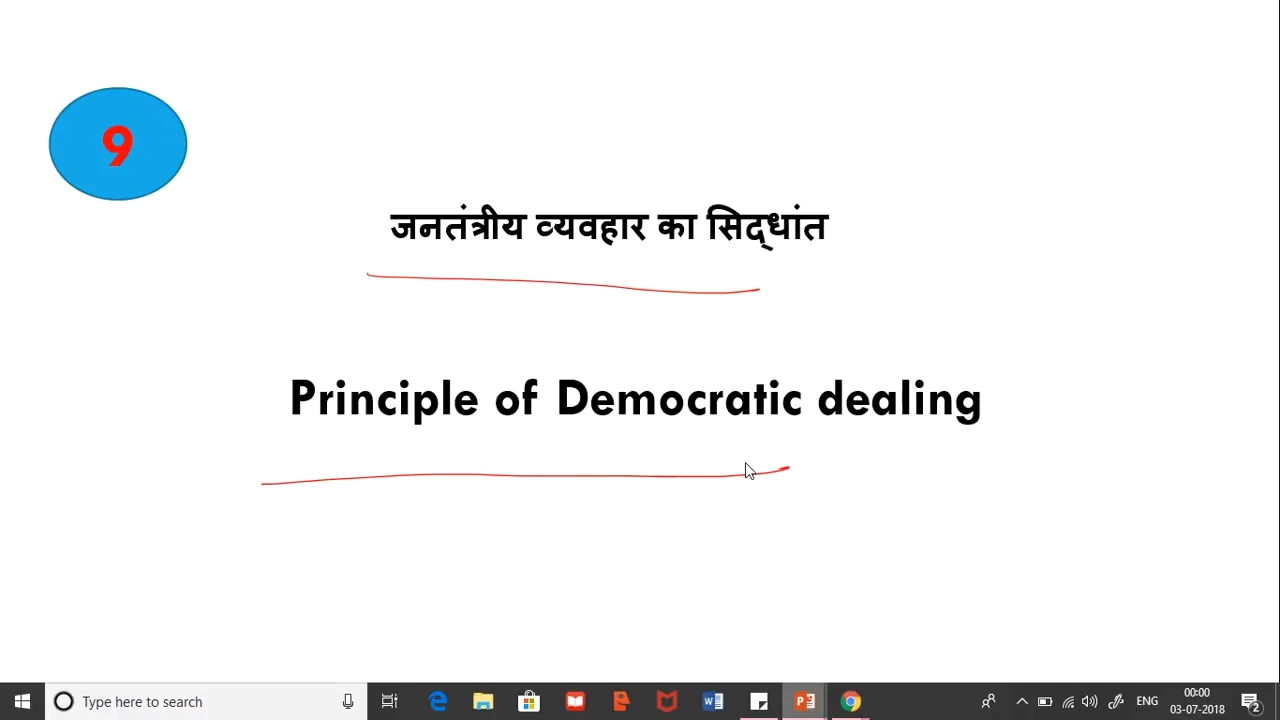 9
जनतंत्रीय व्यवहार का सिद्धांत
Principle of Democratic dealing
Type here to search
ENG
00:00
03-07-2018
2